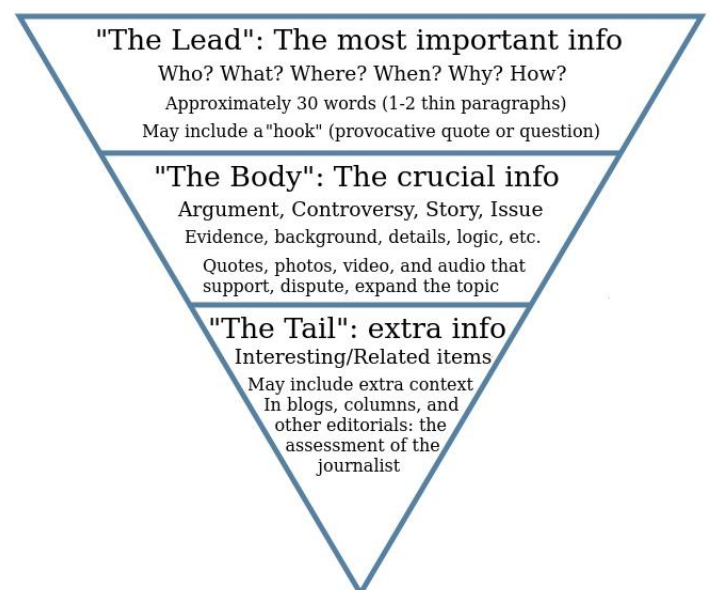 "The Lead": The most important info
Who? What? Where? When? Why? How?
Approximately 30 words (1-2 thin paragraphs)
May include a "hook" (provocative quote or question)
"The Body": The crucial info
Argument, Controversy, Story, Issue
Evidence, background, details, logic, etc.
Quotes, photos, video, and audio that
support, dispute, expand the topic
"The Tail": extra info
Interesting/Related items
May include extra context
In blogs, columns, and
other editorials: the
assessment of the
journalist